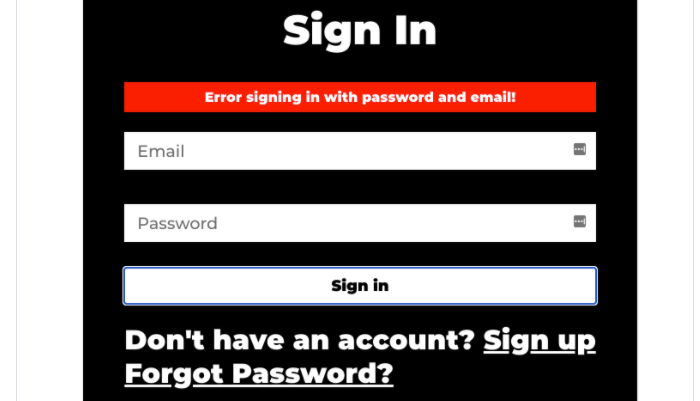 Sign In
Error signing in with password and email!
Email
Password
Sign in
Don't have an account? Sign up
Forgot Password?